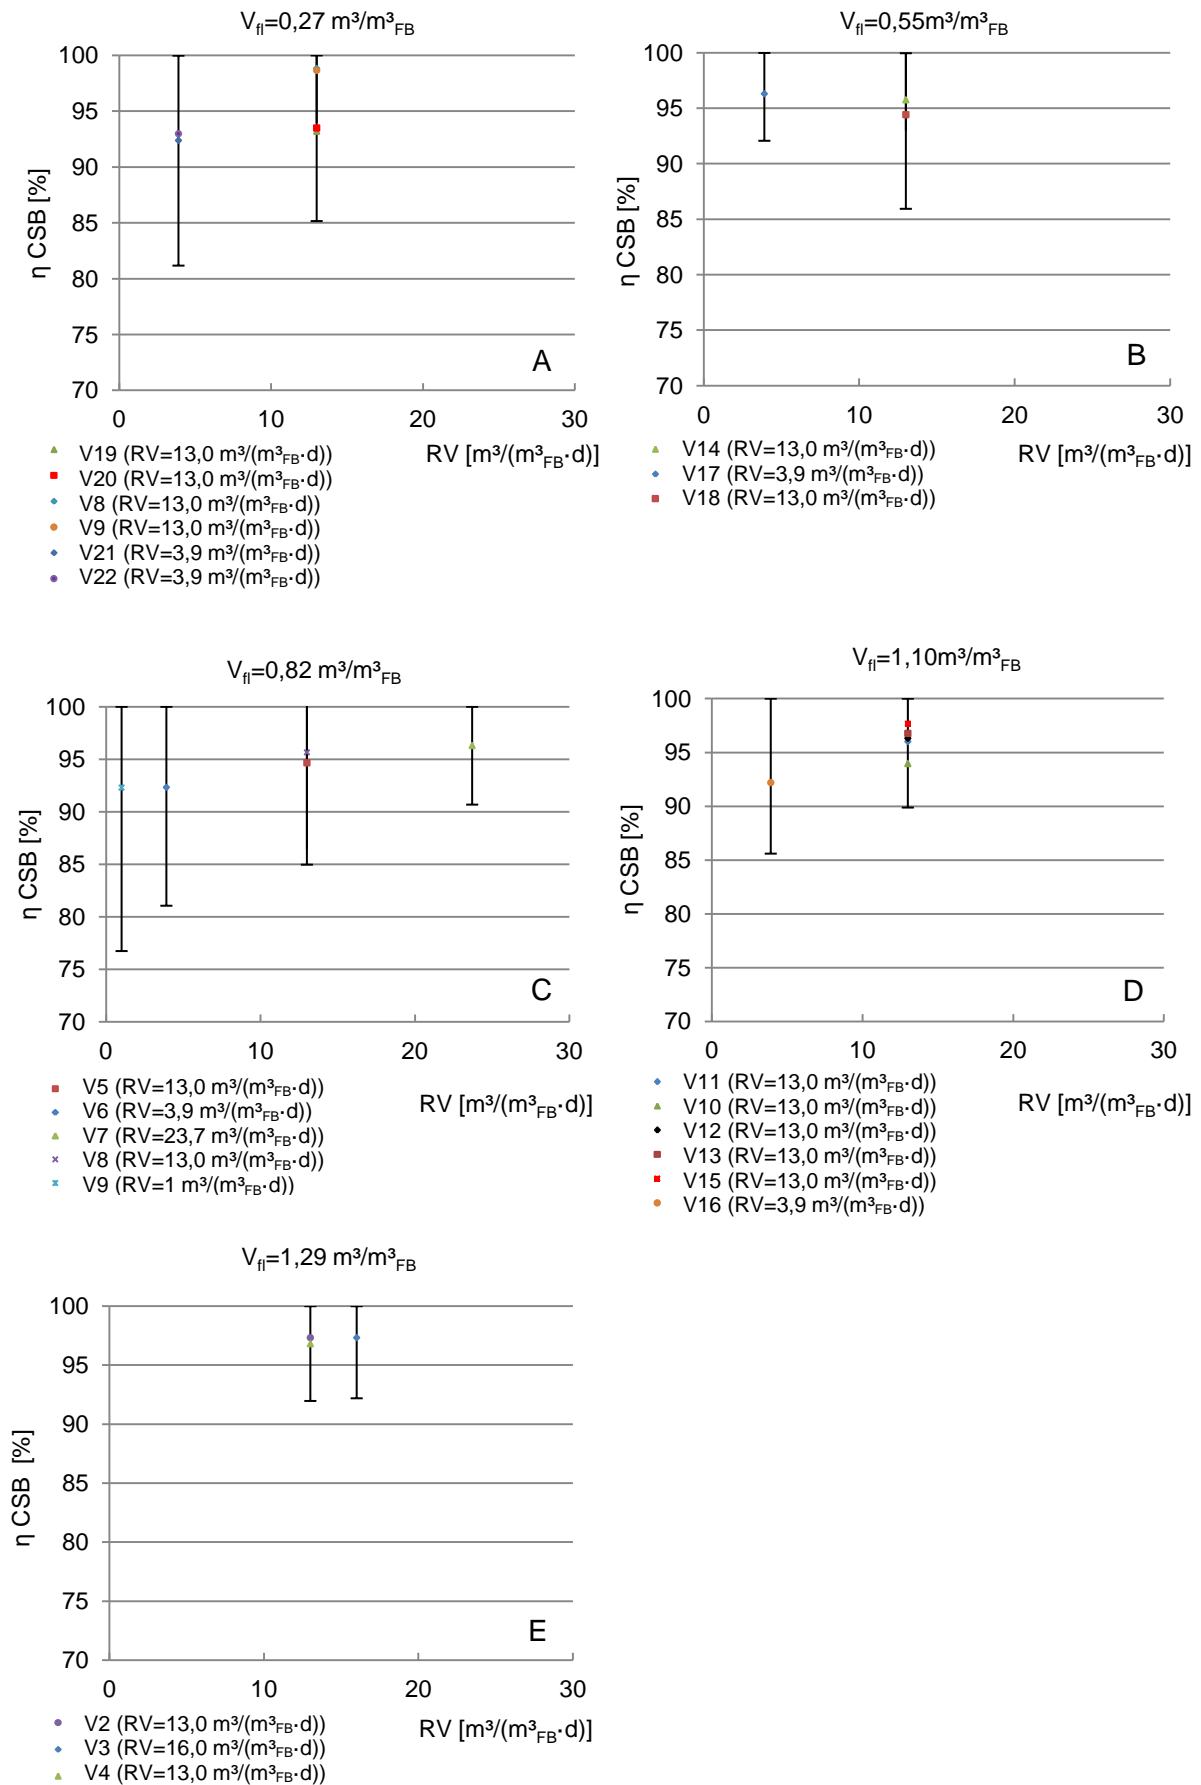 V_fl=0,27 m³/m³_FB
100
95
90
85
80
75
70
η CSB [%]
A
0 10 20 30
RV [m³/(m³_FB·d)]
V19 (RV=13,0 m³/(m³_FB·d))
V20 (RV=13,0 m³/(m³_FB·d))
V8 (RV=13,0 m³/(m³_FB·d))
V9 (RV=13,0 m³/(m³_FB·d))
V21 (RV=3,9 m³/(m³_FB·d))
V22 (RV=3,9 m³/(m³_FB·d))
V_fl=0,55m³/m³_FB
100
95
90
85
80
75
70
η CSB [%]
B
0 10 20 30
RV [m³/(m³_FB·d)]
V14 (RV=13,0 m³/(m³_FB·d))
V17 (RV=3,9 m³/(m³_FB·d))
V18 (RV=13,0 m³/(m³_FB·d))
V_fl=0,82 m³/m³_FB
100
95
90
85
80
75
70
η CSB [%]
C
0 10 20 30
RV [m³/(m³_FB·d)]
V5 (RV=13,0 m³/(m³_FB·d))
V6 (RV=3,9 m³/(m³_FB·d))
V7 (RV=23,7 m³/(m³_FB·d))
V8 (RV=13,0 m³/(m³_FB·d))
V9 (RV=1 m³/(m³_FB·d))
V_fl=1,10m³/m³_FB
100
95
90
85
80
75
70
η CSB [%]
D
0 10 20 30
RV [m³/(m³_FB·d)]
V11 (RV=13,0 m³/(m³_FB·d))
V10 (RV=13,0 m³/(m³_FB·d))
V12 (RV=13,0 m³/(m³_FB·d))
V13 (RV=13,0 m³/(m³_FB·d))
V15 (RV=13,0 m³/(m³_FB·d))
V16 (RV=3,9 m³/(m³_FB·d))
V_fl=1,29 m³/m³_FB
100
95
90
85
80
75
70
η CSB [%]
E
0 10 20 30
RV [m³/(m³_FB·d)]
V2 (RV=13,0 m³/(m³_FB·d))
V3 (RV=16,0 m³/(m³_FB·d))
V4 (RV=13,0 m³/(m³_FB·d))